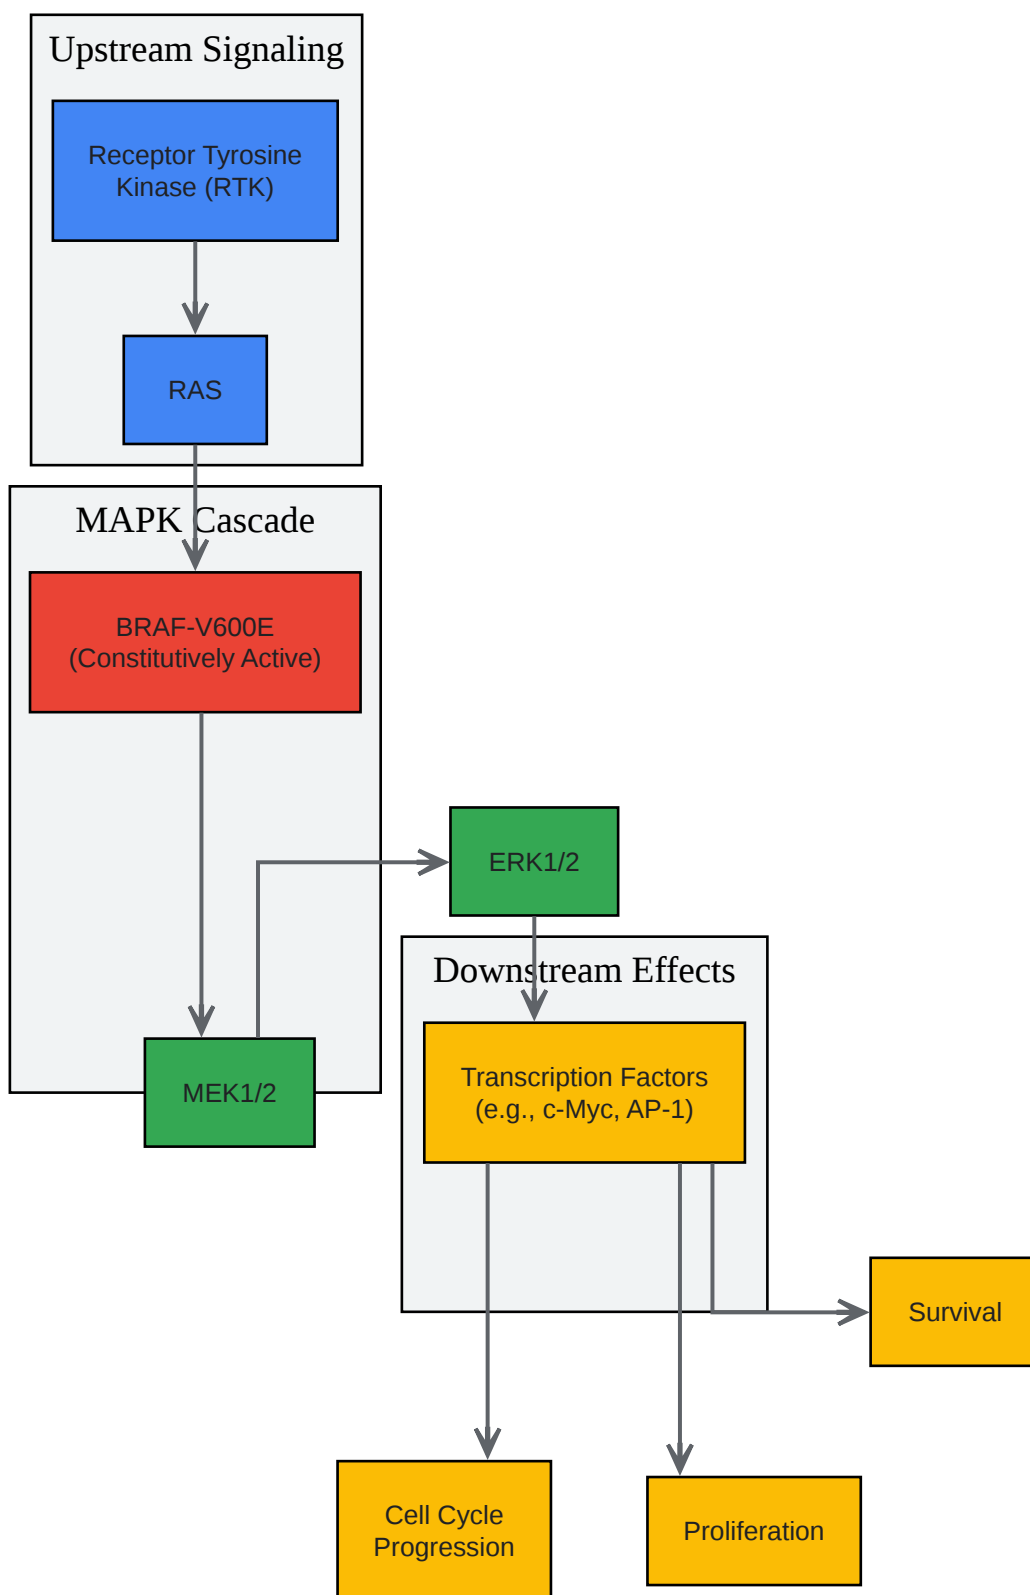 Upstream Signaling
Receptor Tyrosine
Kinase (RTK)
RAS
MAPK Cascade
BRAF-V600E
(Constitutively Active)
ERK1/2
Downstream Effects
MEK1/2
Transcription Factors
(e.g., c-Myc, AP-1)
Survival
Cell Cycle
Progression
Proliferation